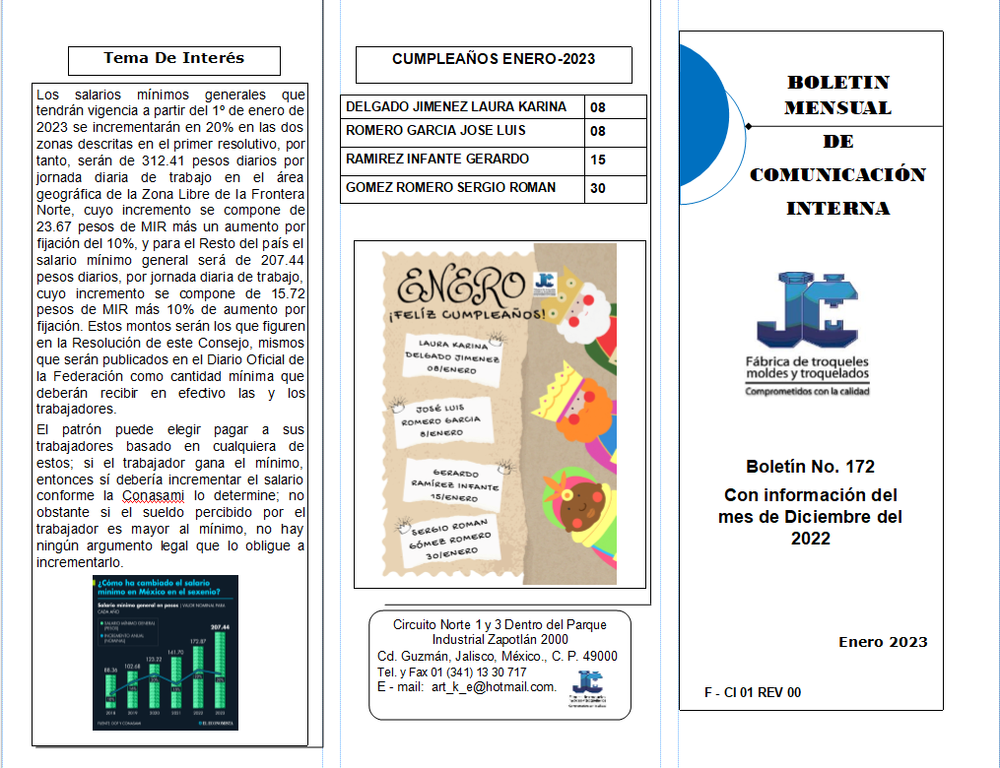 Tema De Interés
Los salarios mínimos generales que
tendrán vigencia a partir del 1º de enero de
2023 se incrementarán en 20% en las dos
zonas descritas en el primer resolutivo, por
tanto, serán de 312.41 pesos diarios por
jornada diaria de trabajo en el área
geográfica de la Zona Libre de la Frontera
Norte, cuyo incremento se compone de
23.67 pesos de MIR más un aumento por
fijación del 10%, y para el Resto del país el
salario mínimo general será de 207.44
pesos diarios, por jornada diaria de trabajo,
cuyo incremento se compone de 15.72
pesos de MIR más 10% de aumento por
fijación. Estos montos serán los que figuren
en la Resolución de este Consejo, mismos
que serán publicados en el Diario Oficial de
la Federación como cantidad mínima que
deberán recibir en efectivo las y los
trabajadores.
El patrón puede elegir pagar a sus
trabajadores basado en cualquiera de
estos; si el trabajador gana el mínimo,
entonces sí debería incrementar el salario
conforme la Conasami lo determine; no
obstante si el sueldo percibido por el
trabajador es mayor al mínimo, no hay
ningún argumento legal que lo obligue a
incrementarlo.
¿Cómo ha cambiado el salario
mínimo en México en el sexenio?
Salario mínimo general en pesos | VALOR NOMINAL PARA
CADA AÑO
SALARIO MÍNIMO GENERAL
(PESOS)
INCREMENTO ANUAL
(NOMINAL)
88.36 102.68 123.22 141.70 172.87 207.44
2018 2019 2020 2021 2022 2023
EL ECONOMISTA
CUMPLEAÑOS ENERO-2023
DELGADO JIMENEZ LAURA KARINA 08
ROMERO GARCIA JOSE LUIS 08
RAMIREZ INFANTE GERARDO 15
GOMEZ ROMERO SERGIO ROMAN 30
ENERO
¡FELÍZ CUMPLEAÑOS!
LAURA KARINA
DELGADO JIMENEZ
08/ENERO
JOSÉ LUIS
ROMERO GARCIA
8/ENERO
GERARDO
RAMÍREZ INFANTE
15/ENERO
SERGIO ROMAN
GÓMEZ ROMERO
30/ENERO
Circuito Norte 1 y 3 Dentro del Parque
Industrial Zapotlán 2000
Cd. Guzmán, Jalisco, México., C. P. 49000
Tel. y Fax 01 (341) 13 30 717
E - mail: art_k_e@hotmail.com.
BOLETIN
MENSUAL
DE
COMUNICACIÓN
INTERNA
Fábrica de troqueles
moldes y troquelados
Comprometidos con la calidad
Boletín No. 172
Con información del
mes de Diciembre del
2022
Enero 2023
F - CI 01 REV 00